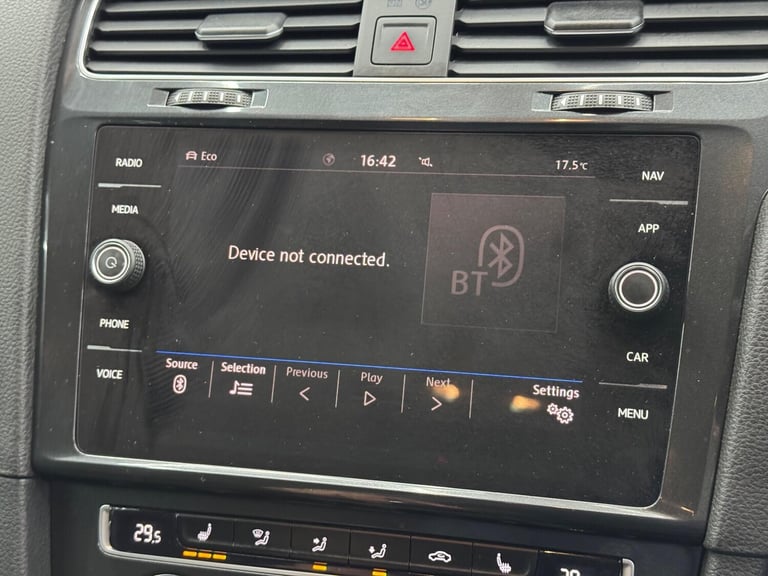 RADIO
MEDIA
PHONE
VOICE
Eco
16:42
17.5°C
Device not connected.
BT
Source
Selection
Previous
Play
Next
Settings
NAV
APP
CAR
MENU
29.5